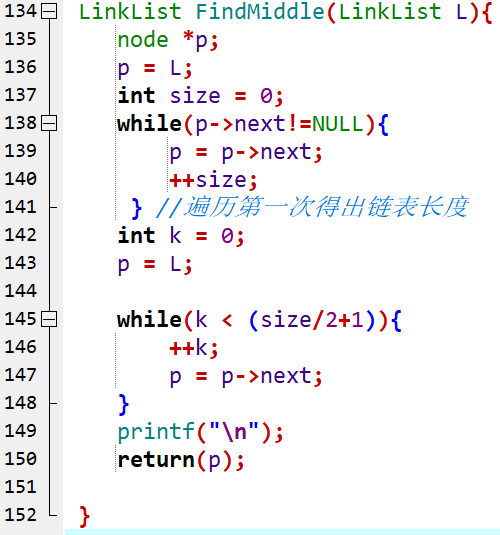 134 LinkList FindMiddle(LinkList L){
135 node *p;
136 p = L;
137 int size = 0;
138 while(p->next!=NULL){
139 p = p->next;
140 ++size;
141 } //遍历第一次得出链表长度
142 int k = 0;
143 p = L;
144
145 while(k < (size/2+1)){
146 ++k;
147 p = p->next;
148 }
149 printf("\n");
150 return(p);
151
152 }